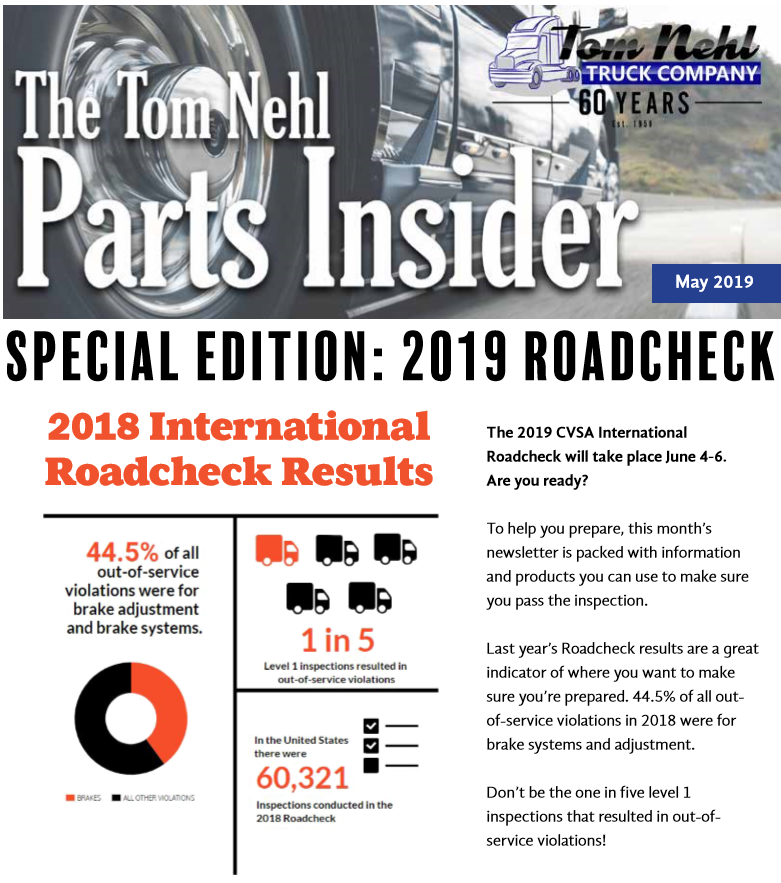 Tom Nehl
TRUCK COMPANY
60 YEARS
Est. 1959
The Tom Nehl
Parts Insider
May 2019
SPECIAL EDITION: 2019 ROADCHECK
2018 International
Roadcheck Results
44.5% of all
out-of-service
violations were for
brake adjustment
and brake systems.
BRAKES ALL OTHER VIOLATIONS
1 in 5
Level 1 inspections resulted in
out-of-service violations
In the United States
there were
60,321
Inspections conducted in the
2018 Roadcheck
The 2019 CVSA International
Roadcheck will take place June 4-6.
Are you ready?
To help you prepare, this month's
newsletter is packed with information
and products you can use to make sure
you pass the inspection.
Last year's Roadcheck results are a great
indicator of where you want to make
sure you're prepared. 44.5% of all out-
of-service violations in 2018 were for
brake systems and adjustment.
Don't be the one in five level 1
inspections that resulted in out-of-
service violations!